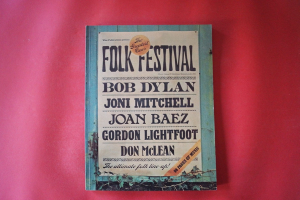 FOLK FESTIVAL
BOB DYLAN
JONI MITCHELL
JOAN BAEZ
GORDON LIGHTFOOT
DON McLEAN
The ultimate folk line-up!